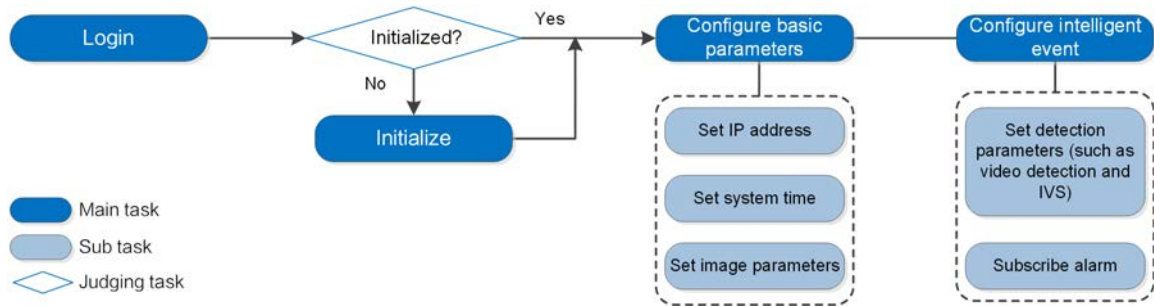 Login
Initialized?
Yes
No
Initialize
Configure basic
parameters
Set IP address
Set system time
Set image parameters
Configure intelligent
event
Set detection
parameters (such as
video detection and
IVS)
Subscribe alarm
Main task
Sub task
Judging task